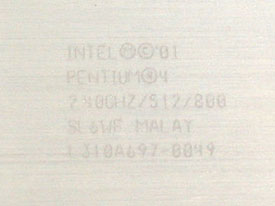 INTEL Ⓜ©'01
PENTIUM®4
2.40GHZ/512/800
SL6WF MALAY
L310A697-0049